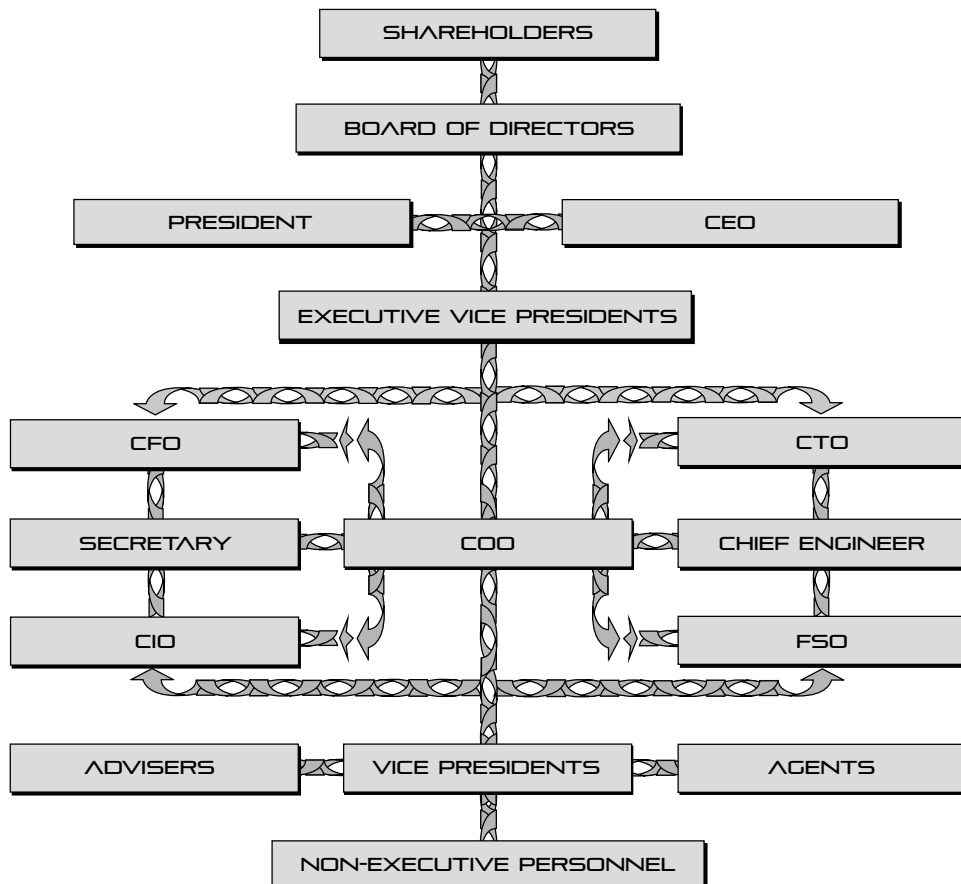 SHAREHOLDERS
BOARD OF DIRECTORS
PRESIDENT
CEO
EXECUTIVE VICE PRESIDENTS
CFO
CTO
SECRETARY
COO
CHIEF ENGINEER
CIO
FSO
ADVISERS
VICE PRESIDENTS
AGENTS
NON-EXECUTIVE PERSONNEL